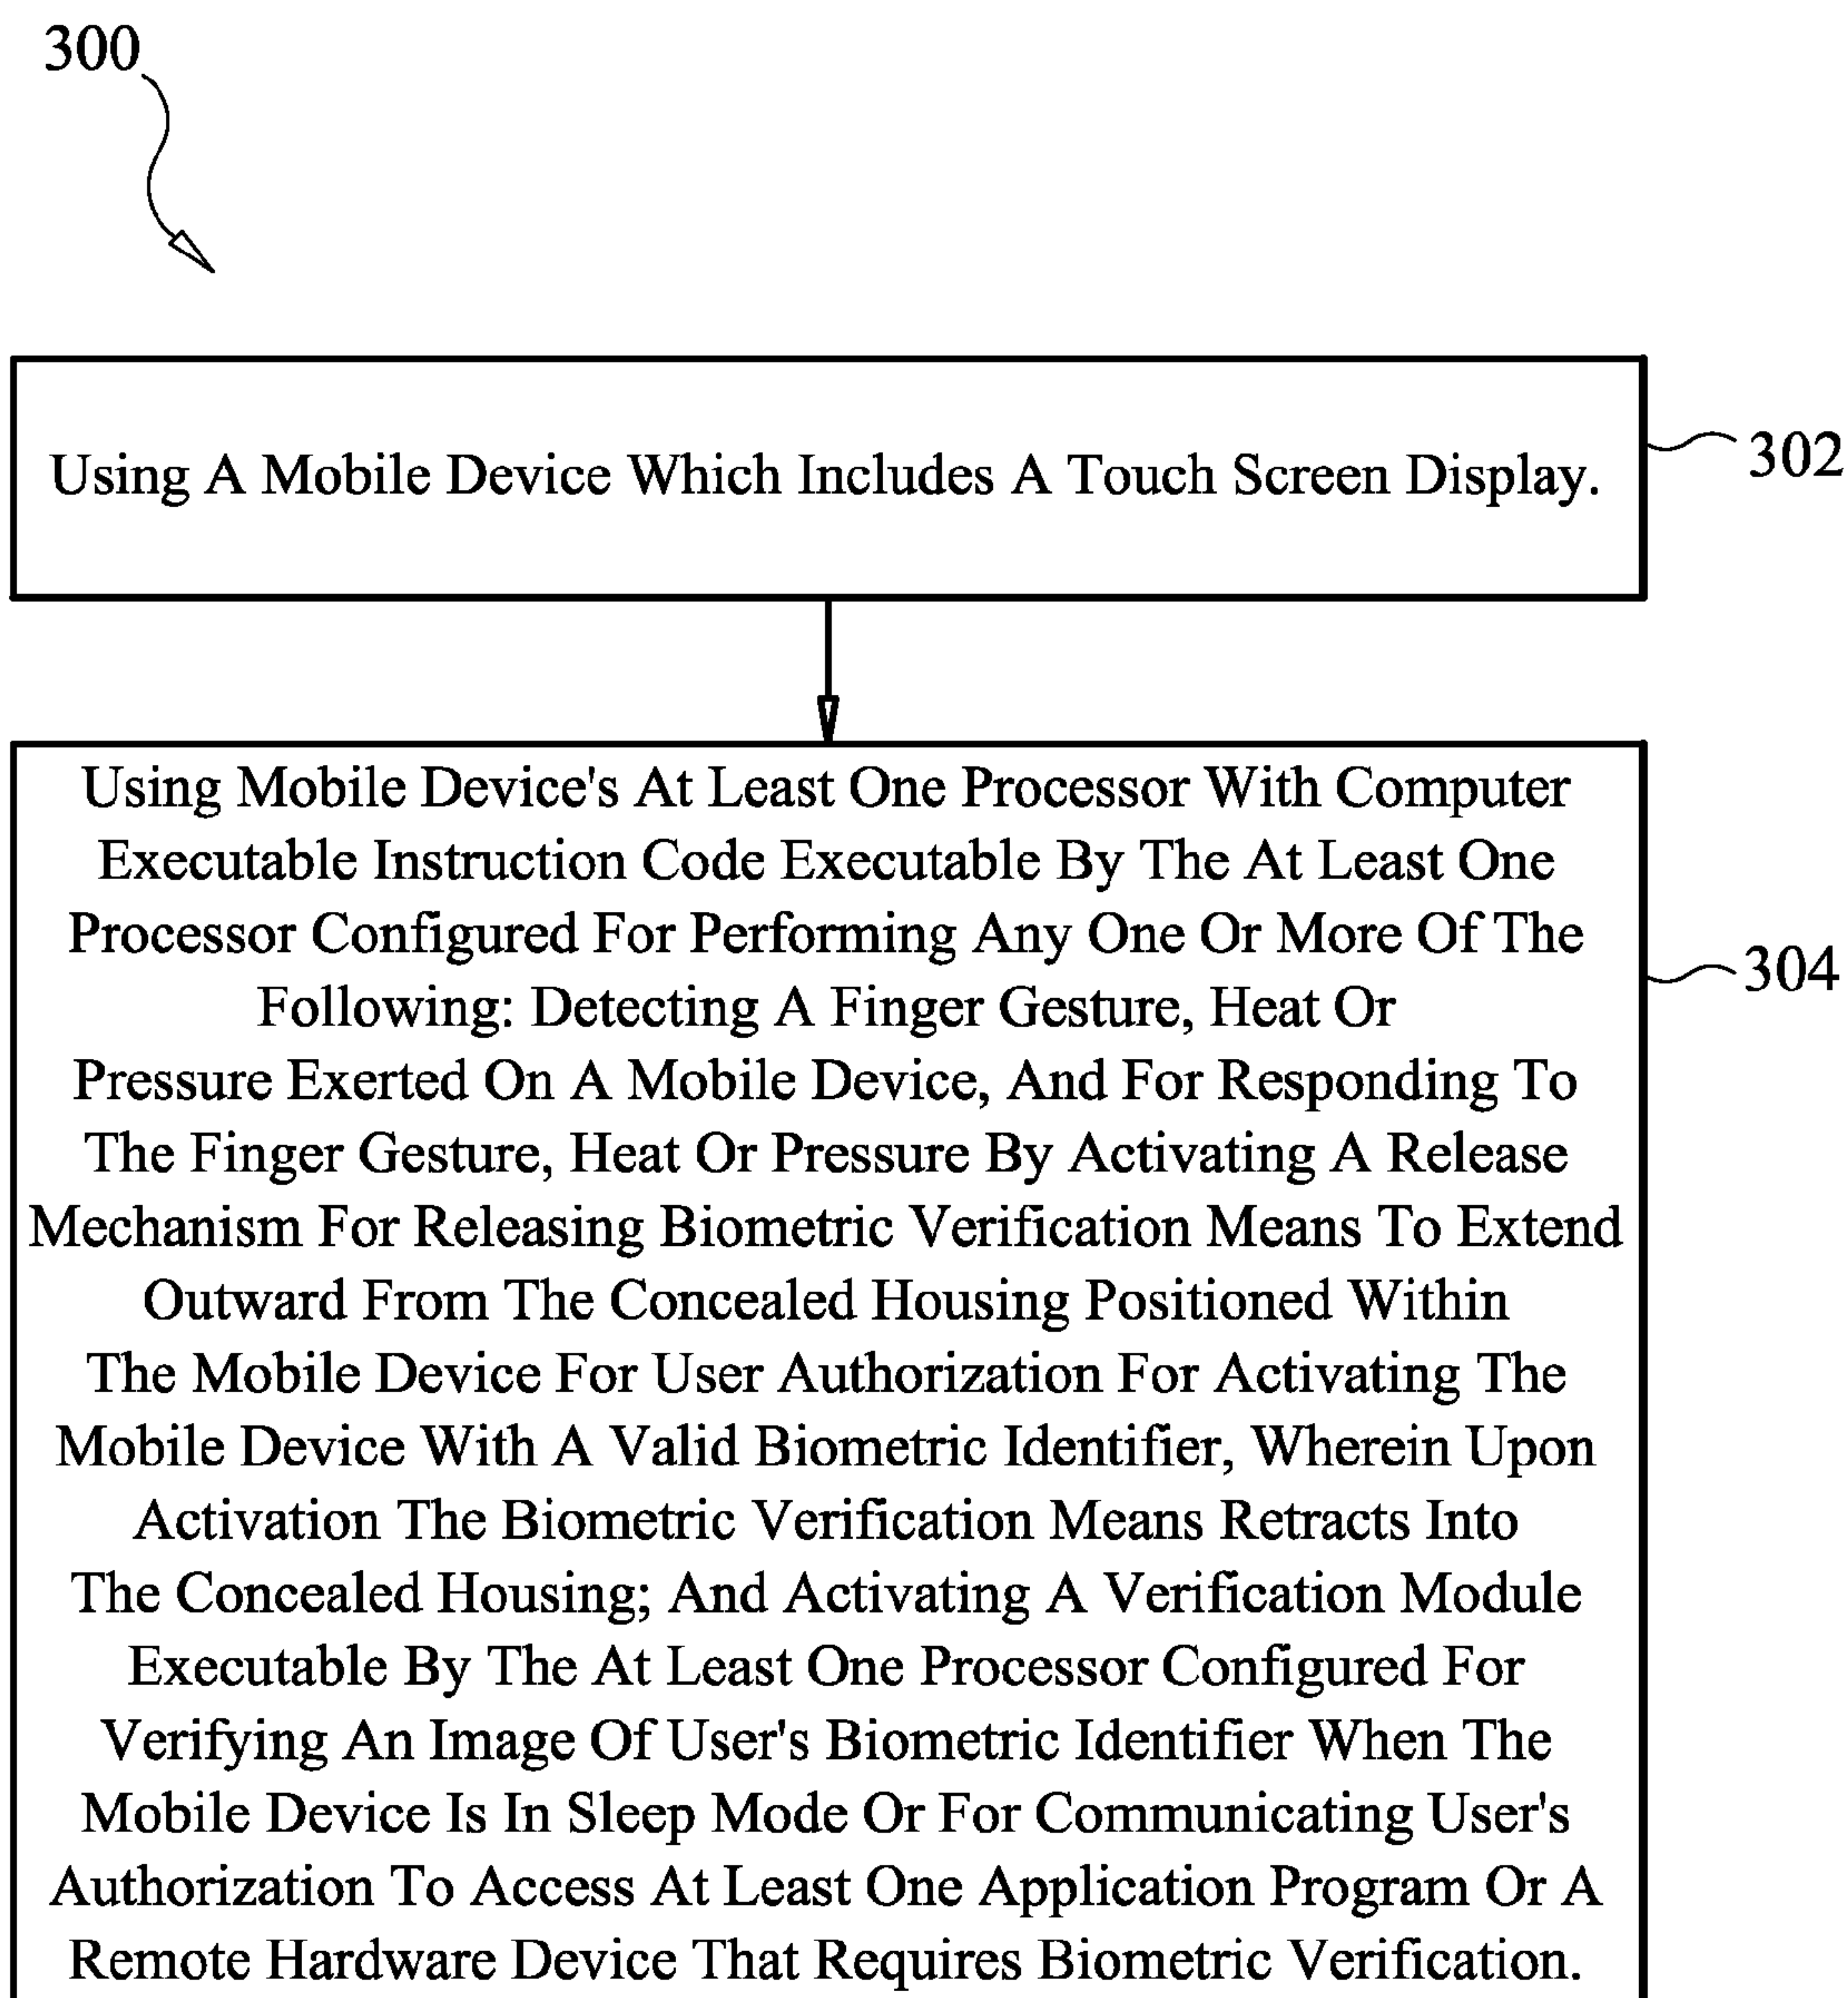 300
Using A Mobile Device Which Includes A Touch Screen Display.
302
Using Mobile Device's At Least One Processor With Computer
Executable Instruction Code Executable By The At Least One
Processor Configured For Performing Any One Or More Of The
Following: Detecting A Finger Gesture, Heat Or
Pressure Exerted On A Mobile Device, And For Responding To
The Finger Gesture, Heat Or Pressure By Activating A Release
Mechanism For Releasing Biometric Verification Means To Extend
Outward From The Concealed Housing Positioned Within
The Mobile Device For User Authorization For Activating The
Mobile Device With A Valid Biometric Identifier, Wherein Upon
Activation The Biometric Verification Means Retracts Into
The Concealed Housing; And Activating A Verification Module
Executable By The At Least One Processor Configured For
Verifying An Image Of User's Biometric Identifier When The
Mobile Device Is In Sleep Mode Or For Communicating User's
Authorization To Access At Least One Application Program Or A
Remote Hardware Device That Requires Biometric Verification.
304